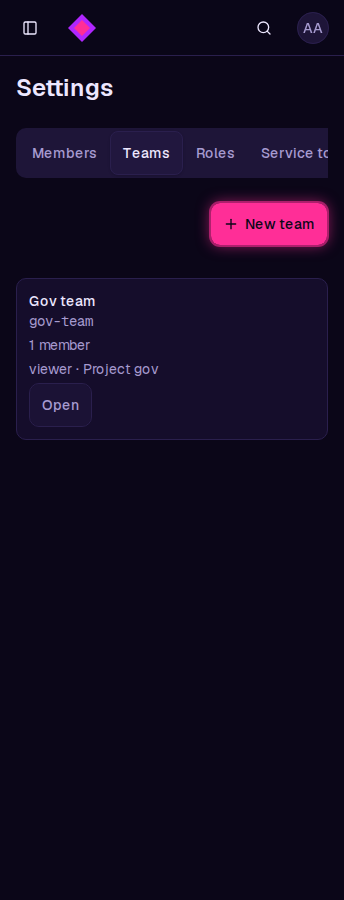 AA
Settings
Members Teams Roles Service to
+ New team
Gov team
gov-team
1 member
viewer · Project gov
Open